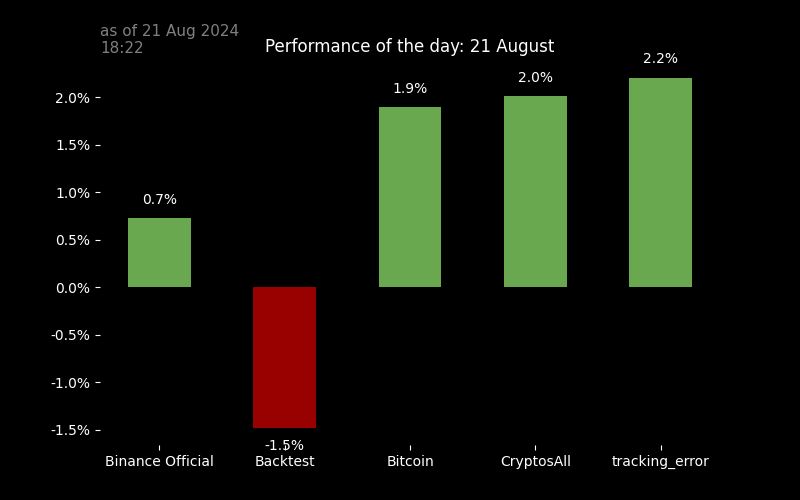 as of 21 Aug 2024
18:22
Performance of the day: 21 August
2.2%
2.0%
1.9%
0.7%
-1.5%
2.0%
1.5%
1.0%
0.5%
0.0%
-0.5%
-1.0%
-1.5%
Binance Official
Backtest
Bitcoin
CryptosAll
tracking_error